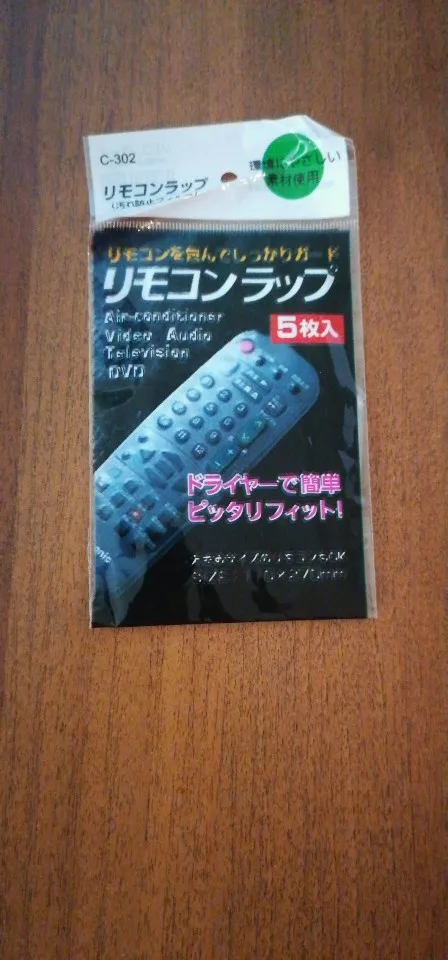 C-302
環境にやさしい
素材使用
リモコンラップ
リモコンを包んでしっかりガード
リモコンラップ
5枚入
Air-conditioner
Video Audio
Television
DVD
ドライヤーで簡単
ピッタリフィット!